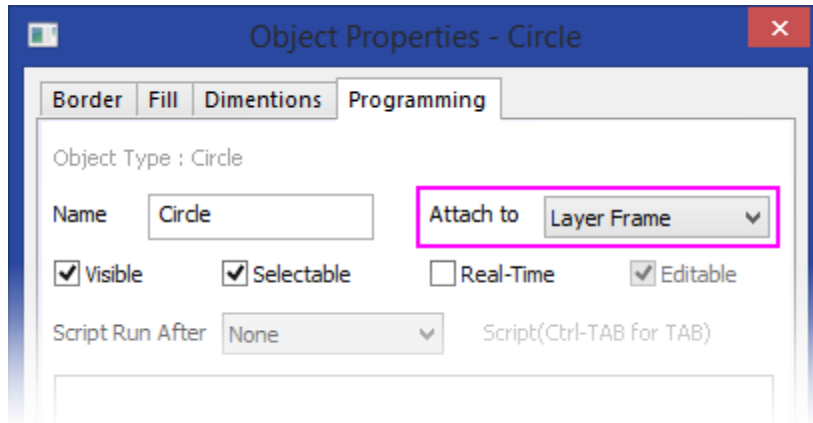 Object Properties - Circle
Border Fill Dimentions Programming
Object Type : Circle
Name Circle Attach to Layer Frame
Visible Selectable Real-Time Editable
Script Run After None Script(Ctrl-TAB for TAB)